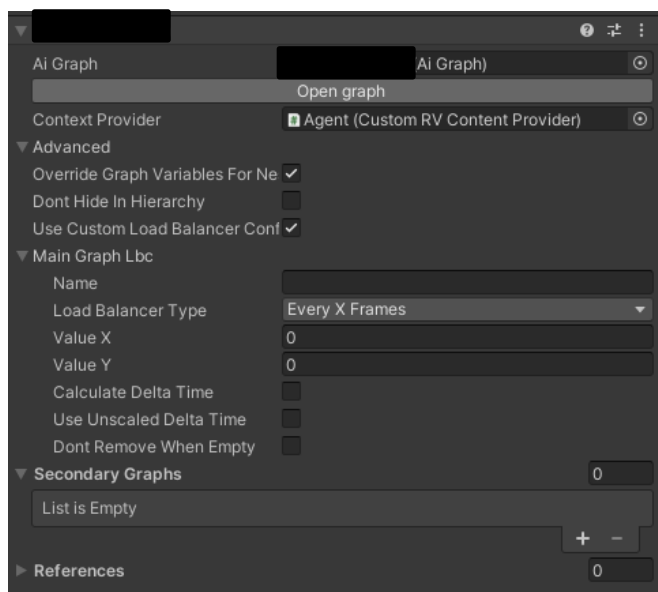 Ai Graph Ai Graph)
Open graph
Context Provider # Agent (Custom RV Content Provider)
Advanced
Override Graph Variables For Ne
Dont Hide In Hierarchy
Use Custom Load Balancer Conf
Main Graph Lbc
Name
Load Balancer Type Every X Frames
Value X 0
Value Y 0
Calculate Delta Time
Use Unscaled Delta Time
Dont Remove When Empty
Secondary Graphs 0
List is Empty
+ −
References 0